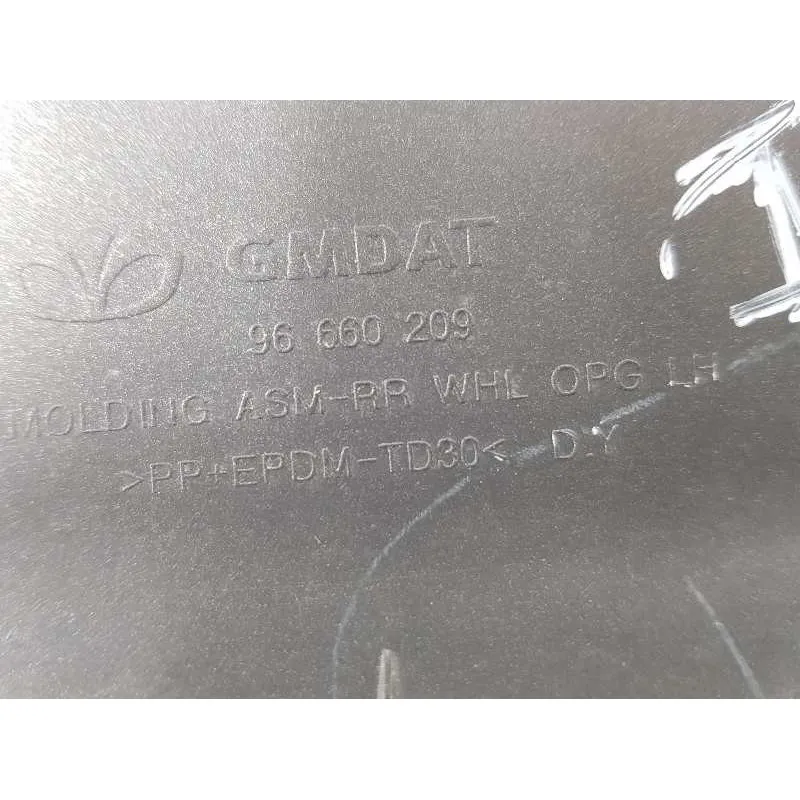 GMDAT
96 660 209
MOLDING ASM-RR WHL OPG LH
>PP+EPDM-TD30< D.Y